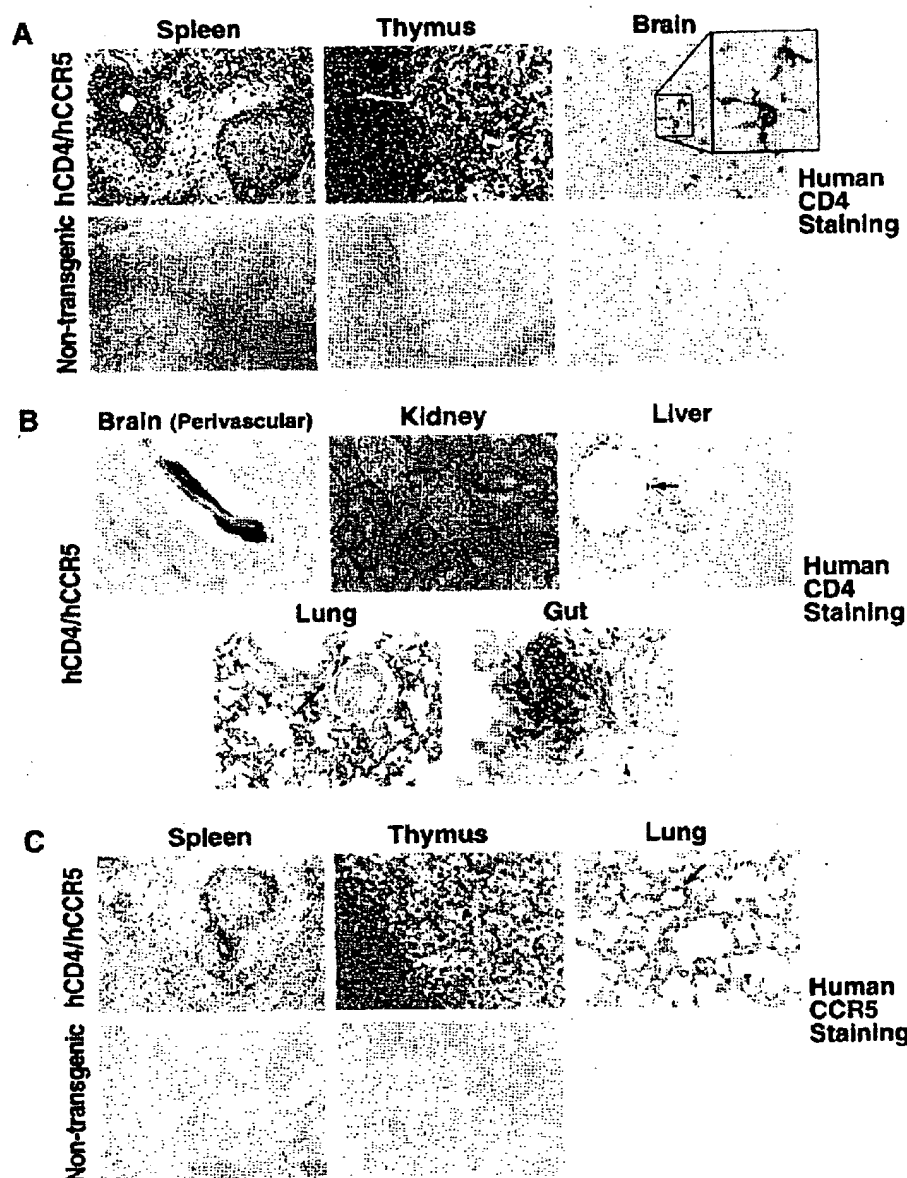 A
Spleen Thymus Brain
hCD4/hCCR5
Human
CD4
Staining
Non-transgenic
B
Brain (Perivascular) Kidney Liver
hCD4/hCCR5
Human
CD4
Staining
Lung Gut
C
Spleen Thymus Lung
hCD4/hCCR5
Human
CCR5
Staining
Non-transgenic